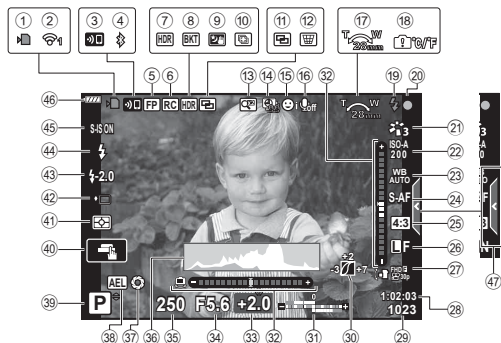 ① ② ③ ④ ⑦ ⑧ ⑨ ⑩ ⑪ ⑫ ⑰ ⑱
HDR BKT
T W
28mm
°C/°F
⑤ ⑥ ⑬ ⑭ ⑮ ⑯ ㉜ ⑲ ⑳
㊻ FP RC HDR off T W
28mm
㊺ S-IS ON 3 ㉑
ISO-A
200 ㉒
㊹ WB
AUTO ㉓
㊸ -2.0 S-AF ㉔
㊷ 4:3 ㉕
㊶ L F ㉖
㊵ FHD F
30p ㉗
+2
-3 +7
AEL
1:02:03 ㉘
㊴ P 250 F5.6 +2.0 0 1023
㊳ ㊲ ㊱ ㉟ ㉞ ㉝ ㉜ ㉛ ㉚ ㉙
㊼